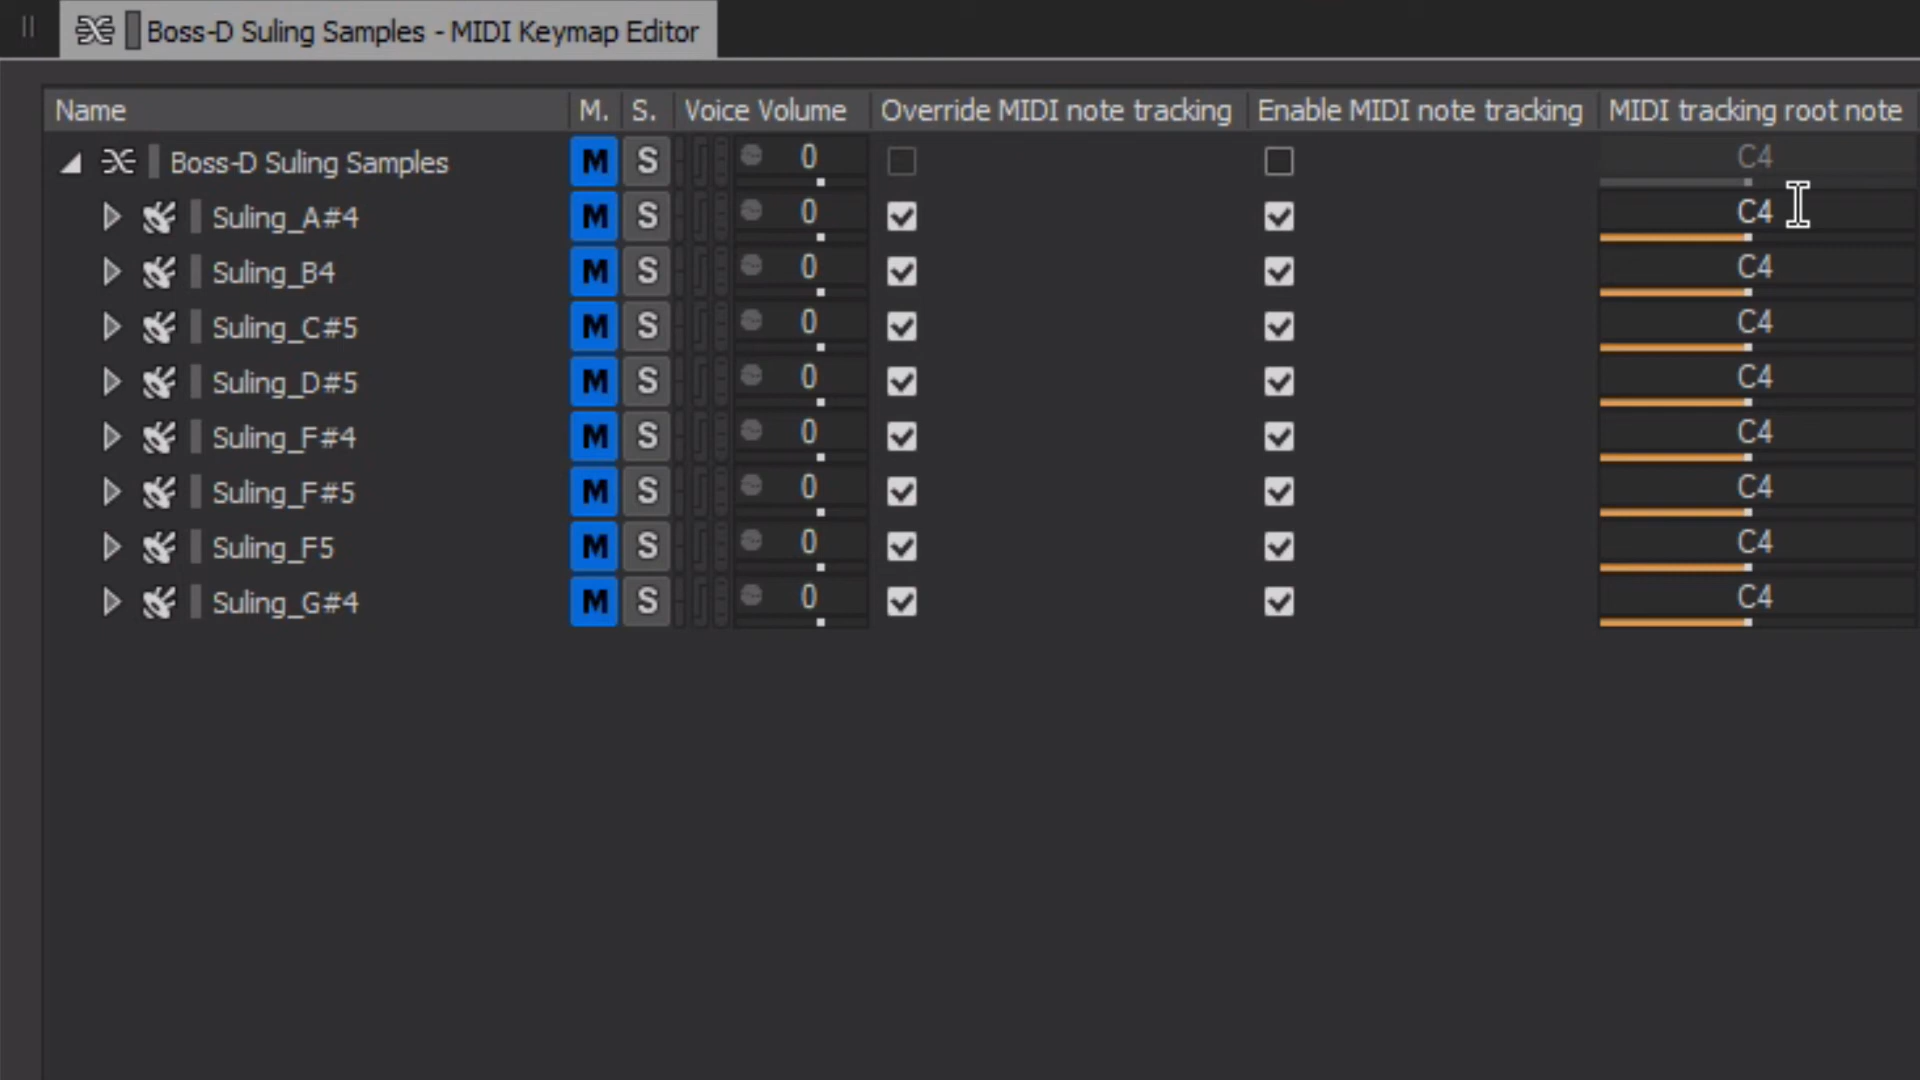 Boss-D Suling Samples - MIDI Keymap Editor
Name M. S. Voice Volume Override MIDI note tracking Enable MIDI note tracking MIDI tracking root note
Boss-D Suling Samples M S 0 C4
Suling_A#4 M S 0 C4
Suling_B4 M S 0 C4
Suling_C#5 M S 0 C4
Suling_D#5 M S 0 C4
Suling_F#4 M S 0 C4
Suling_F#5 M S 0 C4
Suling_F5 M S 0 C4
Suling_G#4 M S 0 C4